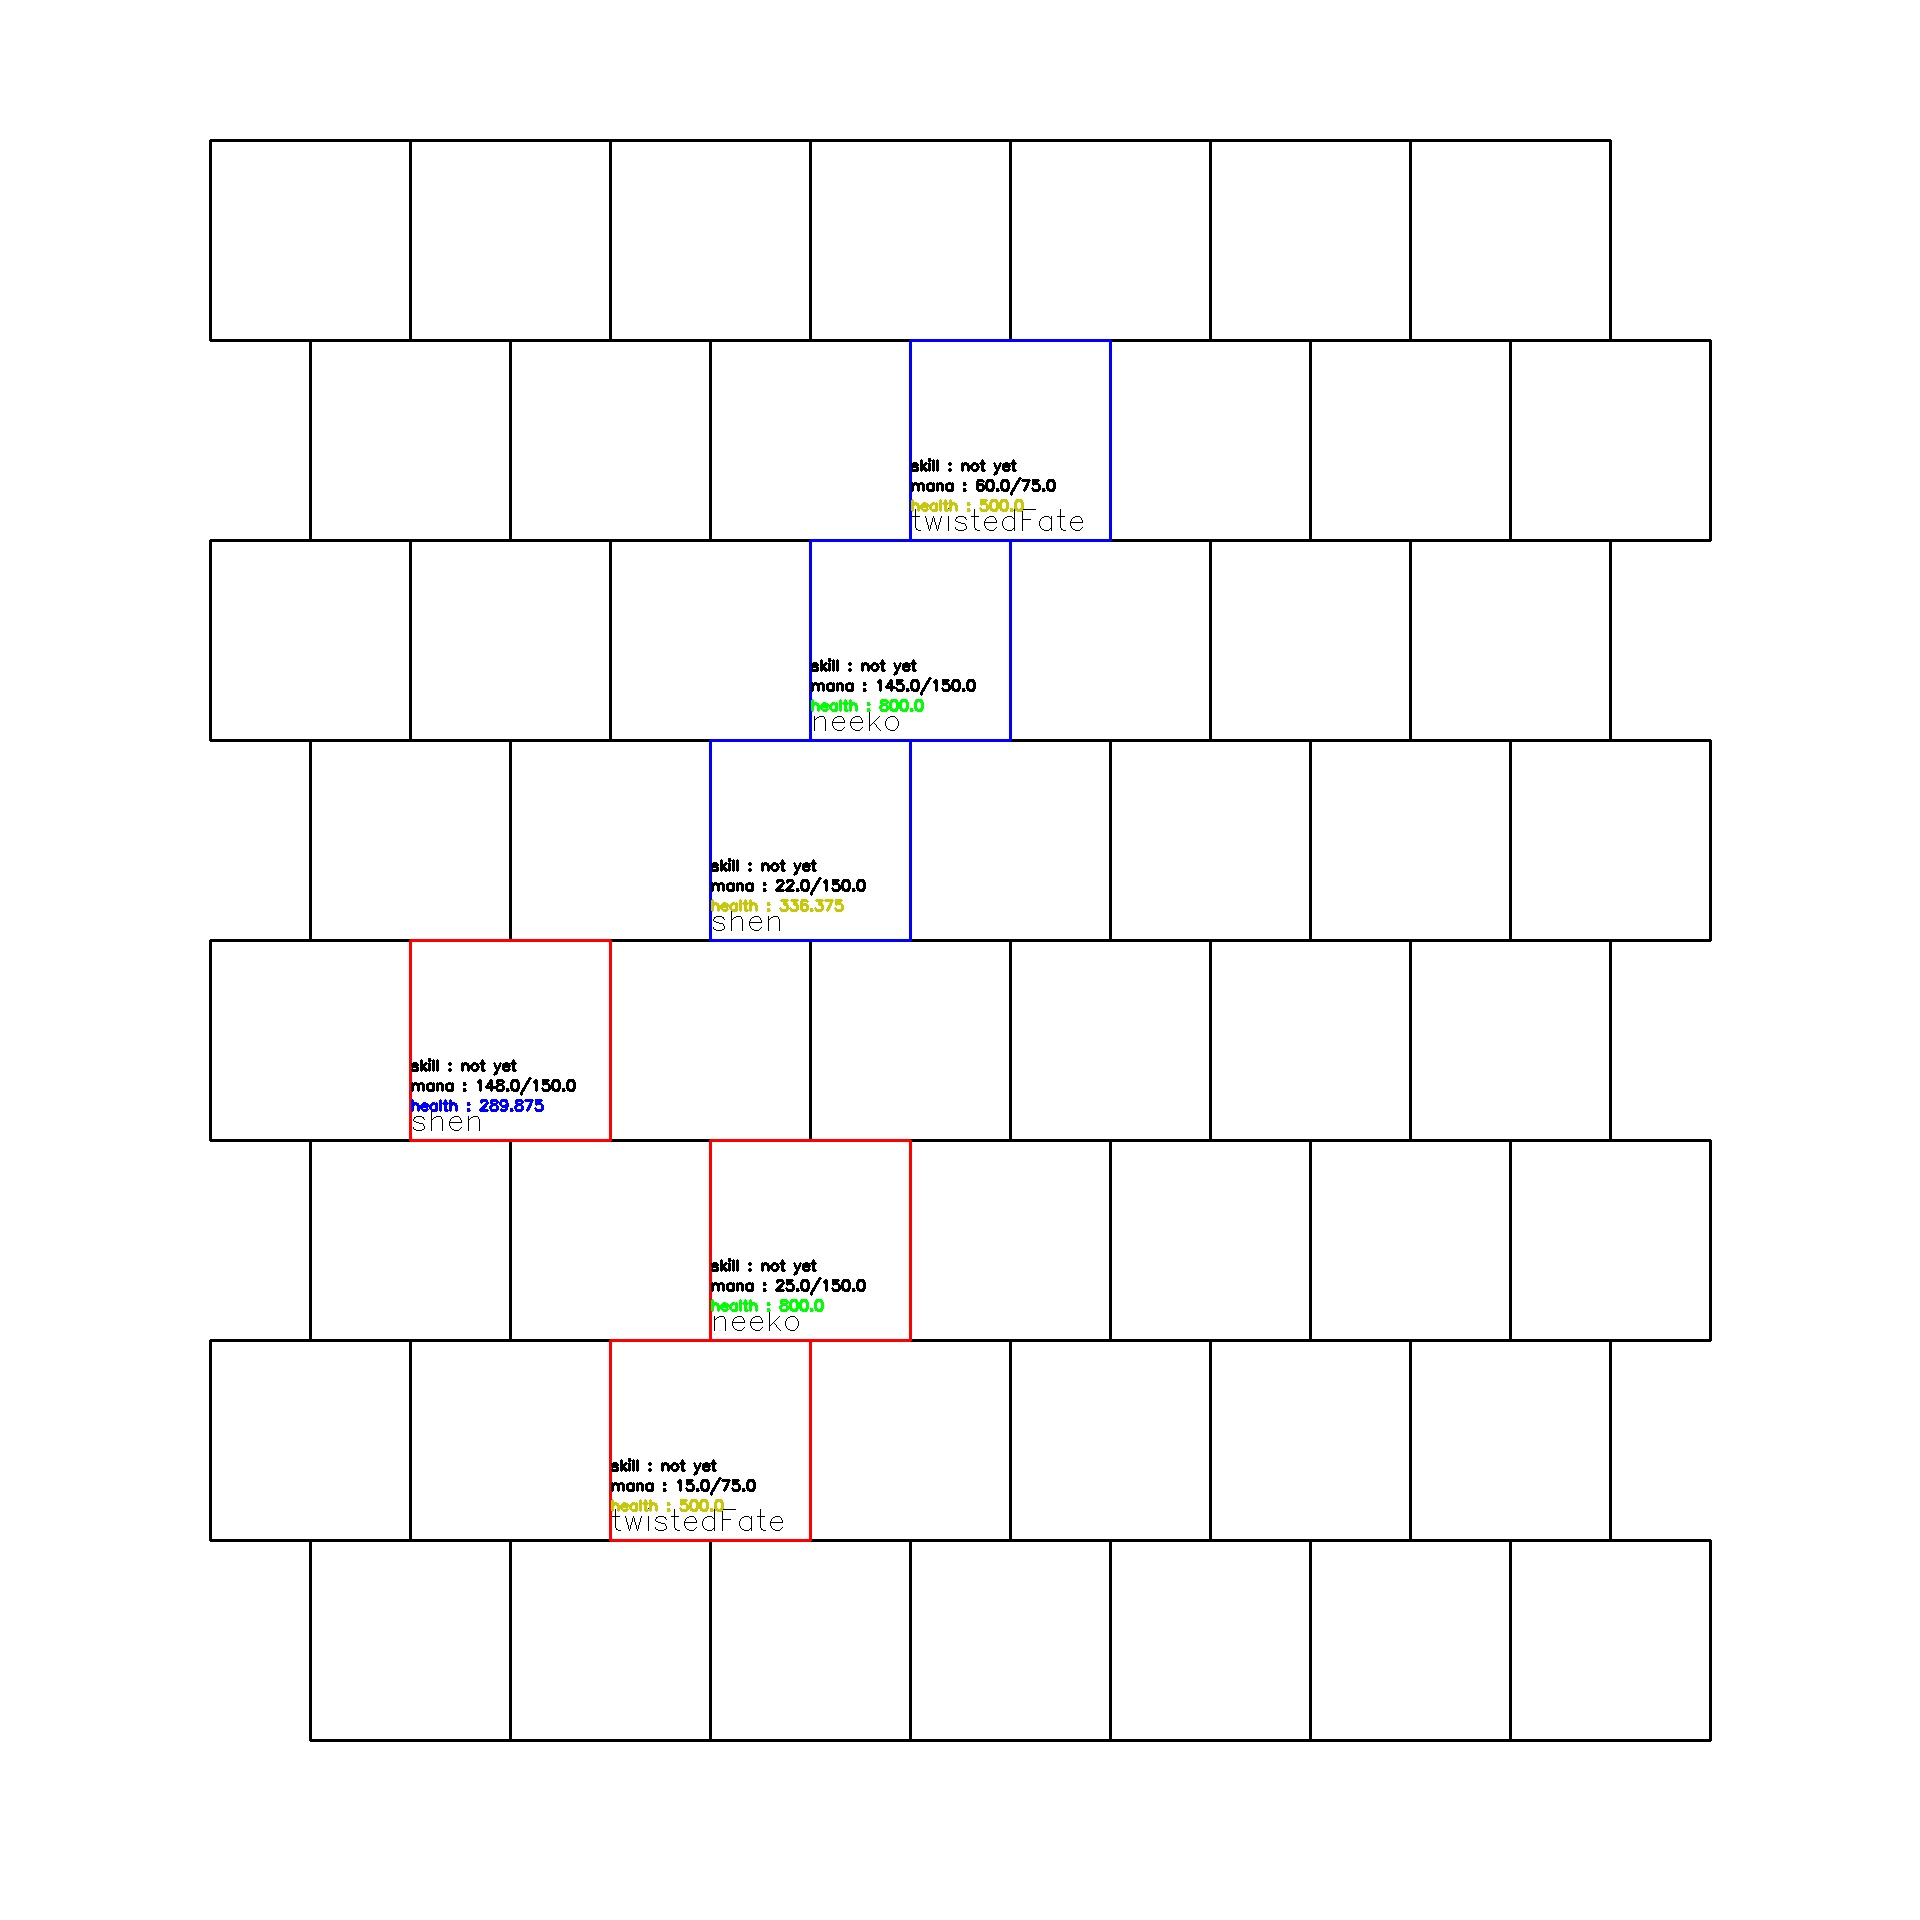 skill : not yet
mana : 60.0/75.0
health : 500.0
twistedFate
skill : not yet
mana : 145.0/150.0
health : 800.0
neeko
skill : not yet
mana : 22.0/150.0
health : 336.375
shen
skill : not yet
mana : 148.0/150.0
health : 289.875
shen
skill : not yet
mana : 25.0/150.0
health : 800.0
neeko
skill : not yet
mana : 15.0/75.0
health : 500.0
twistedFate